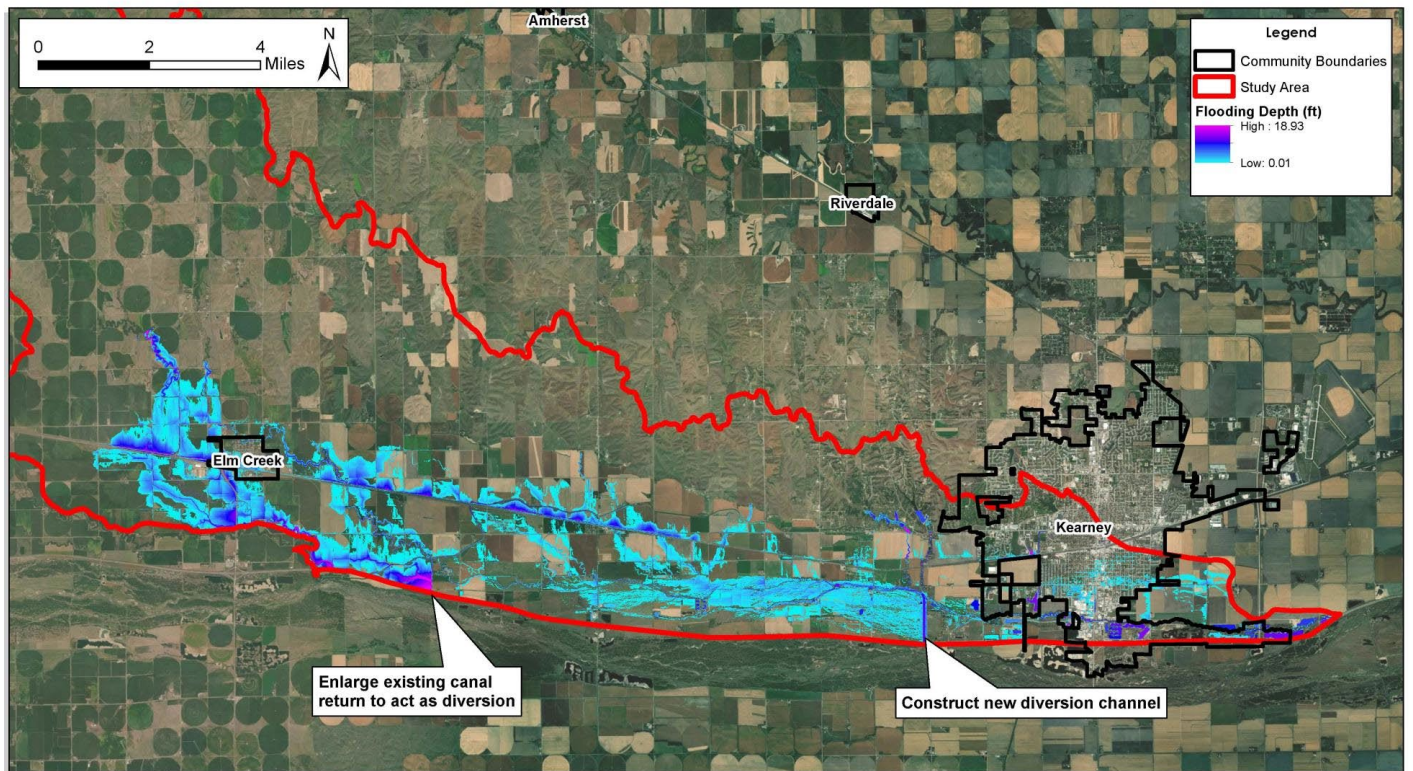 Amherst
0 2 4
Miles
N
Legend
Community Boundaries
Study Area
Flooding Depth (ft)
High : 18.93
Low: 0.01
Riverdale
Elm Creek
Kearney
Enlarge existing canal
return to act as diversion
Construct new diversion channel